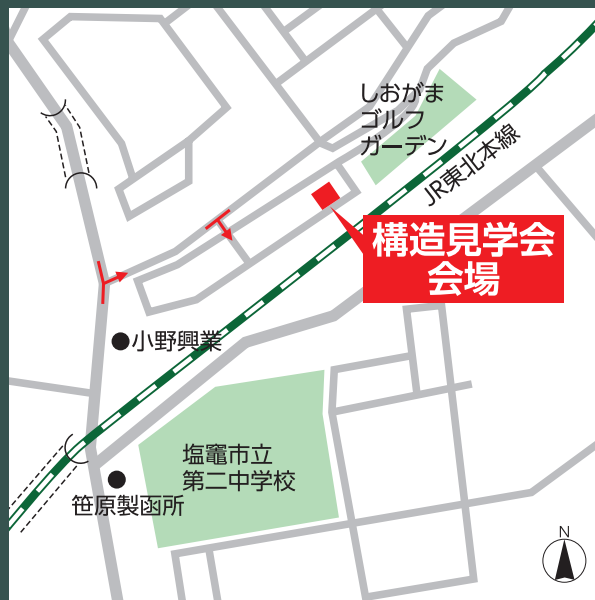 しおがま
ゴルフ
ガーデン
JR東北本線
構造見学会
会場
小野興業
塩竈市立
第二中学校
笹原製函所
N